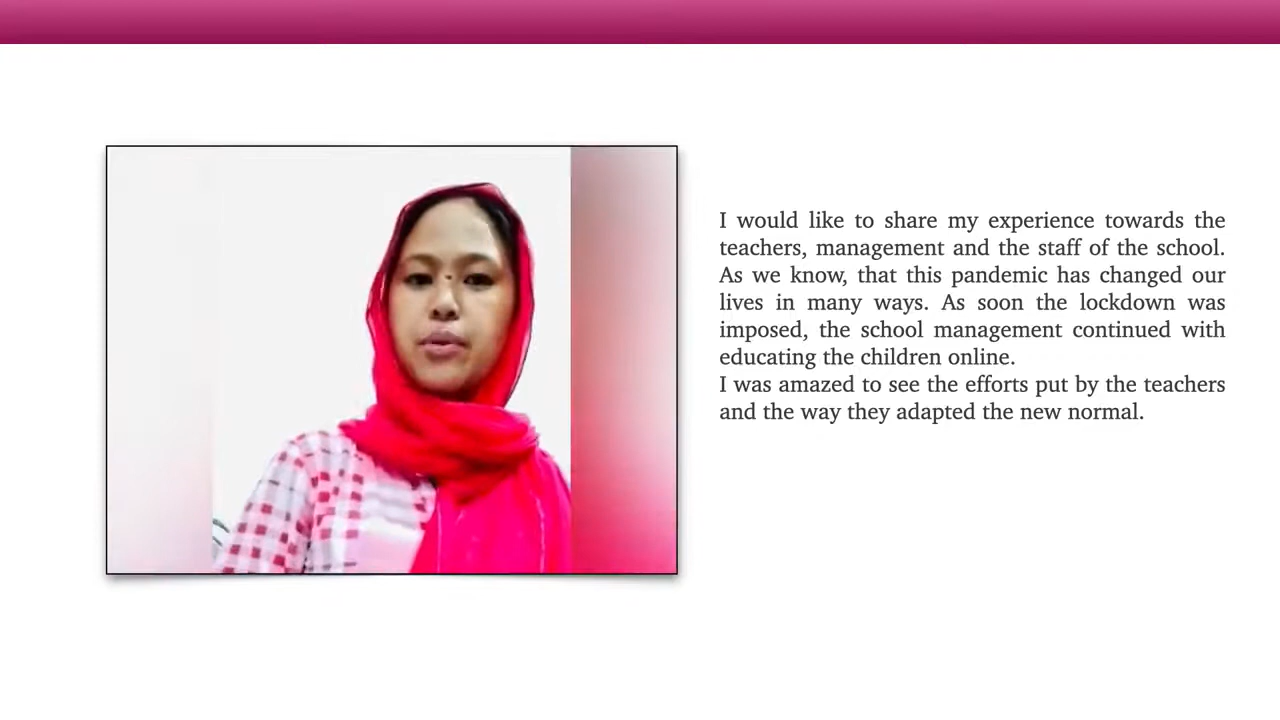 I would like to share my experience towards the
teachers, management and the staff of the school.
As we know, that this pandemic has changed our
lives in many ways. As soon the lockdown was
imposed, the school management continued with
educating the children online.
I was amazed to see the efforts put by the teachers
and the way they adapted the new normal.